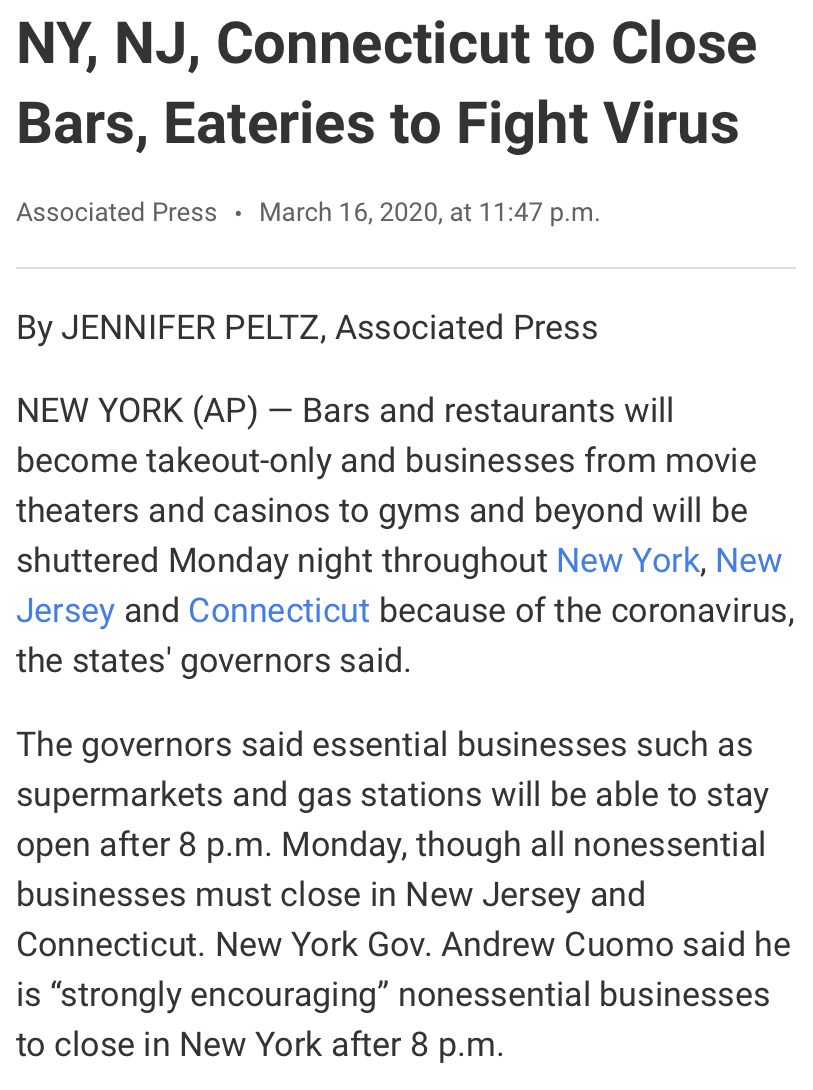 NY, NJ, Connecticut to Close
Bars, Eateries to Fight Virus
Associated Press • March 16, 2020, at 11:47 p.m.
By JENNIFER PELTZ, Associated Press
NEW YORK (AP) — Bars and restaurants will
become takeout-only and businesses from movie
theaters and casinos to gyms and beyond will be
shuttered Monday night throughout New York, New
Jersey and Connecticut because of the coronavirus,
the states' governors said.
The governors said essential businesses such as
supermarkets and gas stations will be able to stay
open after 8 p.m. Monday, though all nonessential
businesses must close in New Jersey and
Connecticut. New York Gov. Andrew Cuomo said he
is “strongly encouraging” nonessential businesses
to close in New York after 8 p.m.